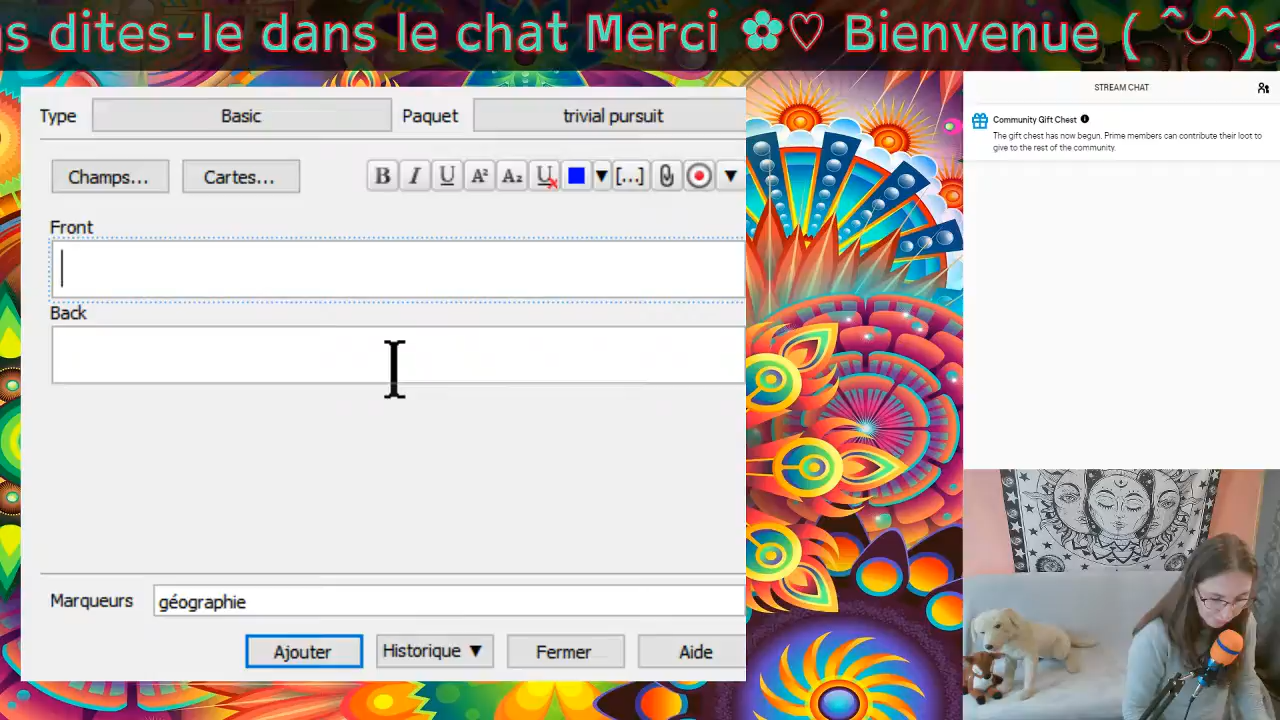 s dites-le dans le chat Merci ✿♡ Bienvenue (
Type Basic Paquet trivial pursuit
Champs... Cartes... B I U A² A₂ U [...]
Front
Back
Marqueurs géographie
Ajouter Historique ▼ Fermer Aide
STREAM CHAT
Community Gift Chest
The gift chest has now begun. Prime members can contribute their loot to
give to the rest of the community.